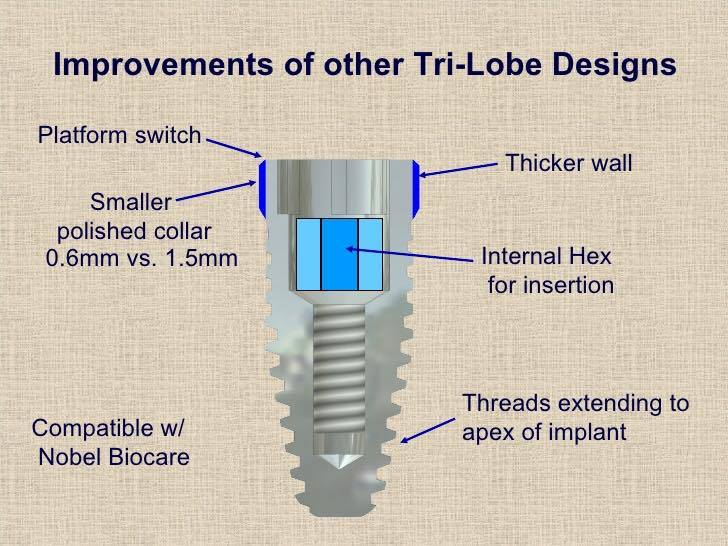 Improvements of other Tri-Lobe Designs
Platform switch
Thicker wall
Smaller
polished collar
0.6mm vs. 1.5mm
Internal Hex
for insertion
Threads extending to
apex of implant
Compatible w/
Nobel Biocare